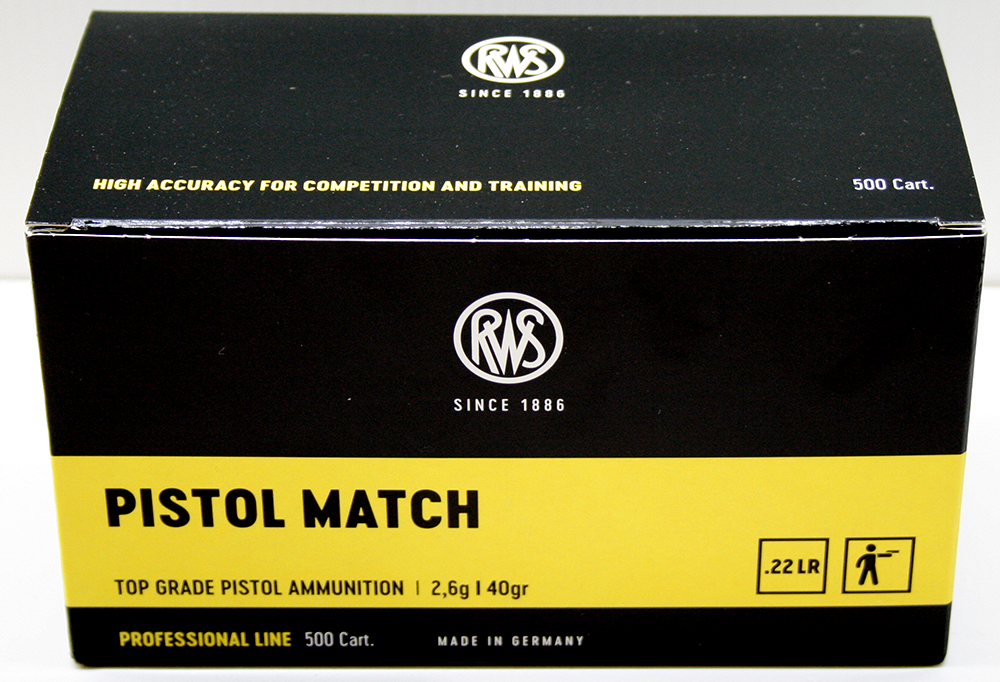 RWS
SINCE 1886
HIGH ACCURACY FOR COMPETITION AND TRAINING 500 Cart.
RWS
SINCE 1886
PISTOL MATCH
.22 LR
TOP GRADE PISTOL AMMUNITION | 2,6g | 40gr
PROFESSIONAL LINE 500 Cart. MADE IN GERMANY